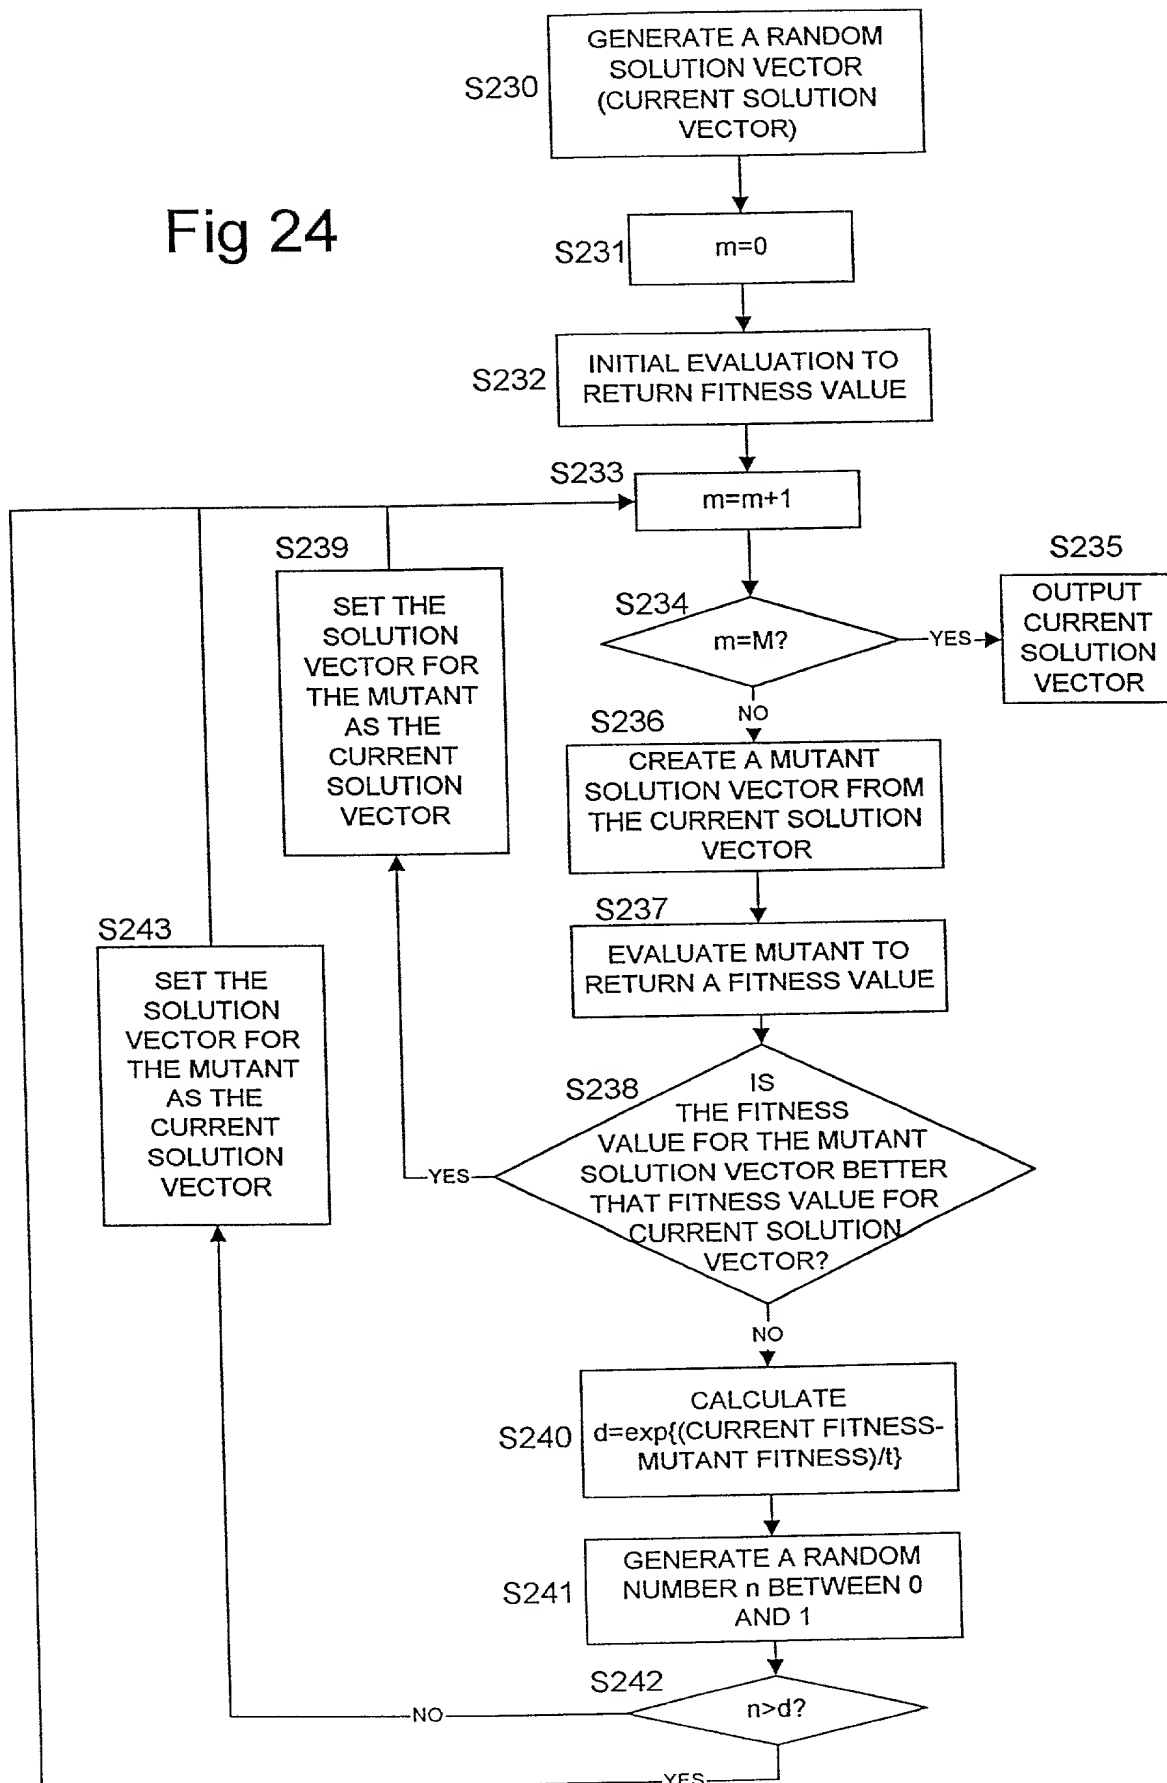 GENERATE A RANDOM
SOLUTION VECTOR
(CURRENT SOLUTION
VECTOR)
S230
Fig 24
S231
m=0
S232
INITIAL EVALUATION TO
RETURN FITNESS VALUE
S233
m=m+1
S239
SET THE
SOLUTION
VECTOR FOR
THE MUTANT
AS THE
CURRENT
SOLUTION
VECTOR
S234
m=M?
YES
S235
OUTPUT
CURRENT
SOLUTION
VECTOR
NO
S236
CREATE A MUTANT
SOLUTION VECTOR FROM
THE CURRENT SOLUTION
VECTOR
S237
EVALUATE MUTANT TO
RETURN A FITNESS VALUE
S243
SET THE
SOLUTION
VECTOR FOR
THE MUTANT
AS THE
CURRENT
SOLUTION
VECTOR
S238
IS
THE FITNESS
VALUE FOR THE MUTANT
SOLUTION VECTOR BETTER
THAT FITNESS VALUE FOR
CURRENT SOLUTION
VECTOR?
YES
NO
S240
CALCULATE
d=exp{(CURRENT FITNESS-
MUTANT FITNESS)/t}
S241
GENERATE A RANDOM
NUMBER n BETWEEN 0
AND 1
S242
n>d?
NO
YES